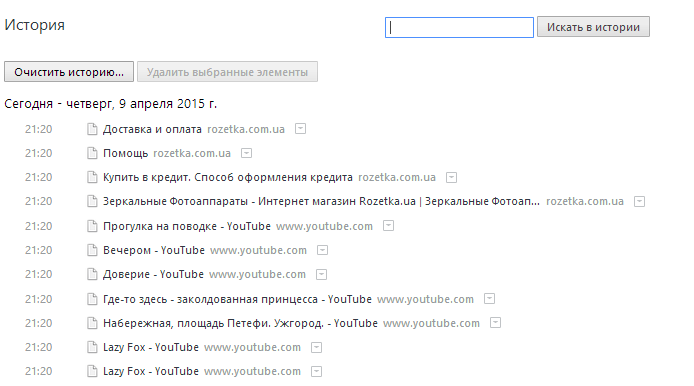 История
Искать в истории
Очистить историю... Удалить выбранные элементы
Сегодня - четверг, 9 апреля 2015 г.
21:20 Доставка и оплата rozetka.com.ua
21:20 Помощь rozetka.com.ua
21:20 Купить в кредит. Способ оформления кредита rozetka.com.ua
21:20 Зеркальные Фотоаппараты - Интернет магазин Rozetka.ua | Зеркальные Фотоап... rozetka.com.ua
21:20 Прогулка на поводке - YouTube www.youtube.com
21:20 Вечером - YouTube www.youtube.com
21:20 Доверие - YouTube www.youtube.com
21:20 Где-то здесь - заколдованная принцесса - YouTube www.youtube.com
21:20 Набережная, площадь Петефи. Ужгород. - YouTube www.youtube.com
21:20 Lazy Fox - YouTube www.youtube.com
21:20 Lazy Fox - YouTube www.youtube.com